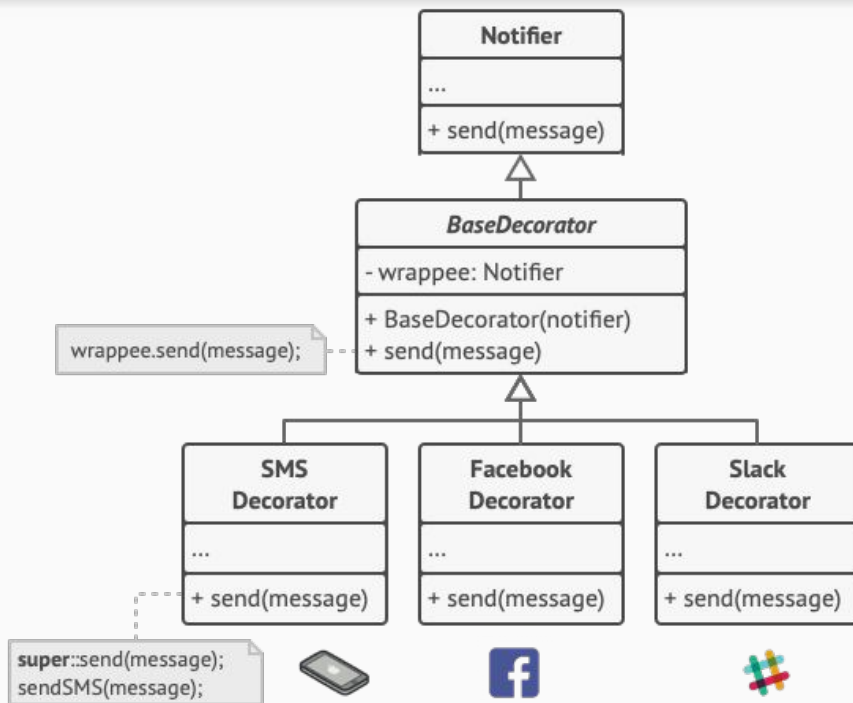 Notifier
...
+ send(message)
BaseDecorator
- wrappee: Notifier
+ BaseDecorator(notifier)
+ send(message)
wrappee.send(message);
SMS
Decorator
...
+ send(message)
Facebook
Decorator
...
+ send(message)
Slack
Decorator
...
+ send(message)
super::send(message);
sendSMS(message);